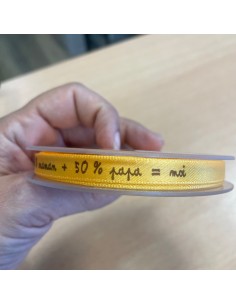 maman + 50 % papa = moi